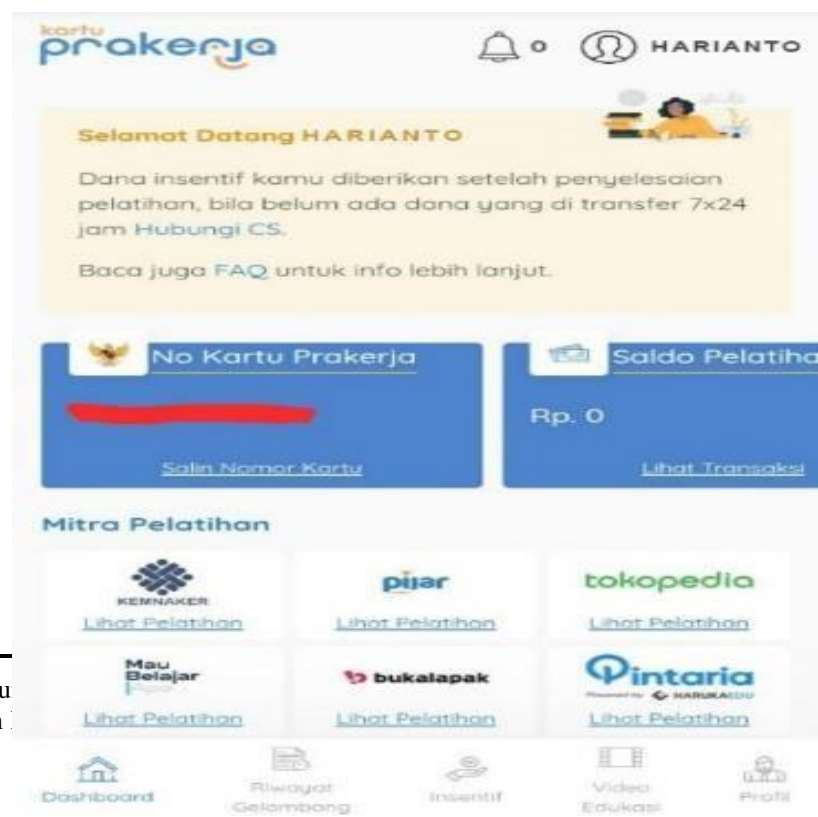 kartu
prakerja
0
HARIANTO
Selamat Datang HARIANTO
Dana insentif kamu diberikan setelah penyelesaian
pelatihan, bila belum ada dana yang di transfer 7x24
jam Hubungi CS.
Baca juga FAQ untuk info lebih lanjut.
No Kartu Prakerja
Salin Nomor Kartu
Saldo Pelatiha
Rp. 0
Lihat Transaksi
Mitra Pelatihan
KEMNAKER
Lihat Pelatihan
pijar
Lihat Pelatihan
tokopedia
Lihat Pelatihan
Mau
Belajar
Lihat Pelatihan
bukalapak
Lihat Pelatihan
Pintaria
Powered by HARUKAEDU
Lihat Pelatihan
Dashboard
Riwayat
Gelombang
Insentif
Video
Edukasi
Profil